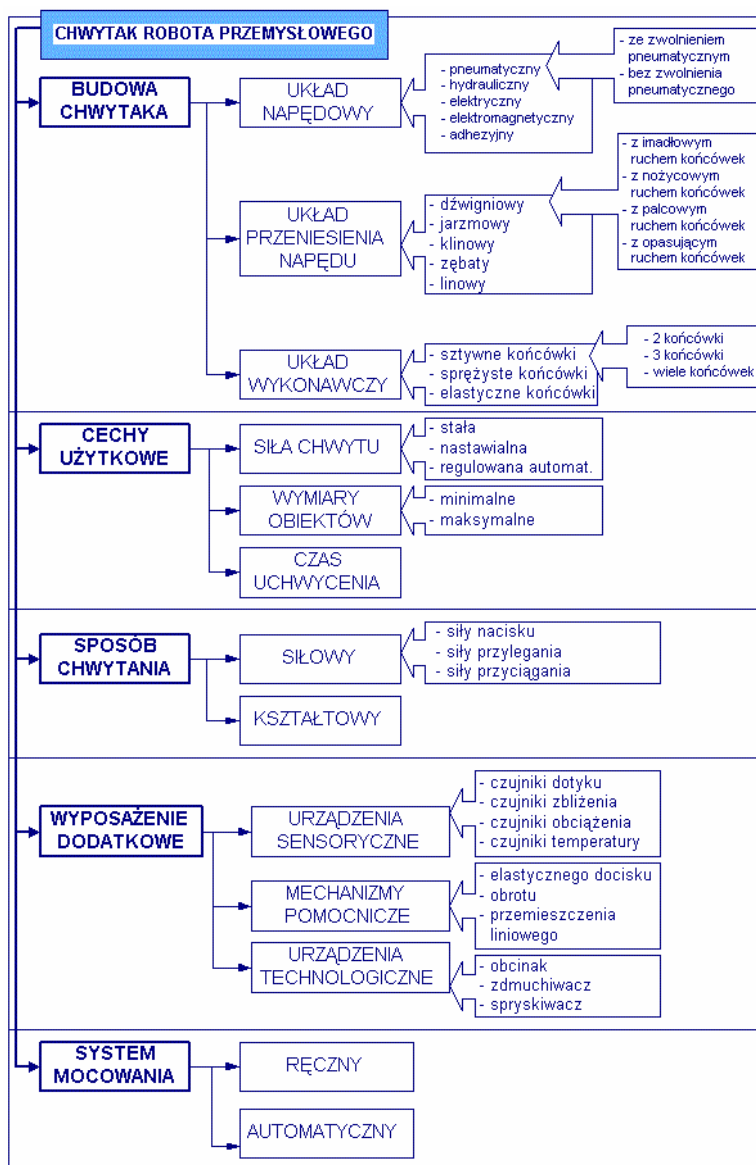 CHWYTAK ROBOTA PRZEMYSŁOWEGO
BUDOWA
CHWYTAKA
UKŁAD
NAPĘDOWY
- pneumatyczny
- hydrauliczny
- elektryczny
- elektromagnetyczny
- adhezyjny
- ze zwolnieniem
pneumatycznym
- bez zwolnienia
pneumatycznego
UKŁAD
PRZENIESIENIA
NAPĘDU
- dźwigniowy
- jarzmowy
- klinowy
- zębaty
- linowy
- z imadłowym
ruchem końcówek
- z nożycowym
ruchem końcówek
- z palcowym
ruchem końcówek
- z opasującym
ruchem końcówek
UKŁAD
WYKONAWCZY
- sztywne końcówki
- sprężyste końcówki
- elastyczne końcówki
- 2 końcówki
- 3 końcówki
- wiele końcówek
CECHY
UŻYTKOWE
SIŁA CHWYTU
- stała
- nastawialna
- regulowana automat.
WYMIARY
OBIEKTÓW
- minimalne
- maksymalne
CZAS
UCHWYCENIA
SPOSÓB
CHWYTANIA
SIŁOWY
- siły nacisku
- siły przylegania
- siły przyciągania
KSZTAŁTOWY
WYPOSAŻENIE
DODATKOWE
URZĄDZENIA
SENSORYCZNE
- czujniki dotyku
- czujniki zbliżenia
- czujniki obciążenia
- czujniki temperatury
MECHANIZMY
POMOCNICZE
- elastycznego docisku
- obrotu
- przemieszczenia
liniowego
URZĄDZENIA
TECHNOLOGICZNE
- obcinak
- zdmuchiwacz
- spryskiwacz
SYSTEM
MOCOWANIA
RĘCZNY
AUTOMATYCZNY